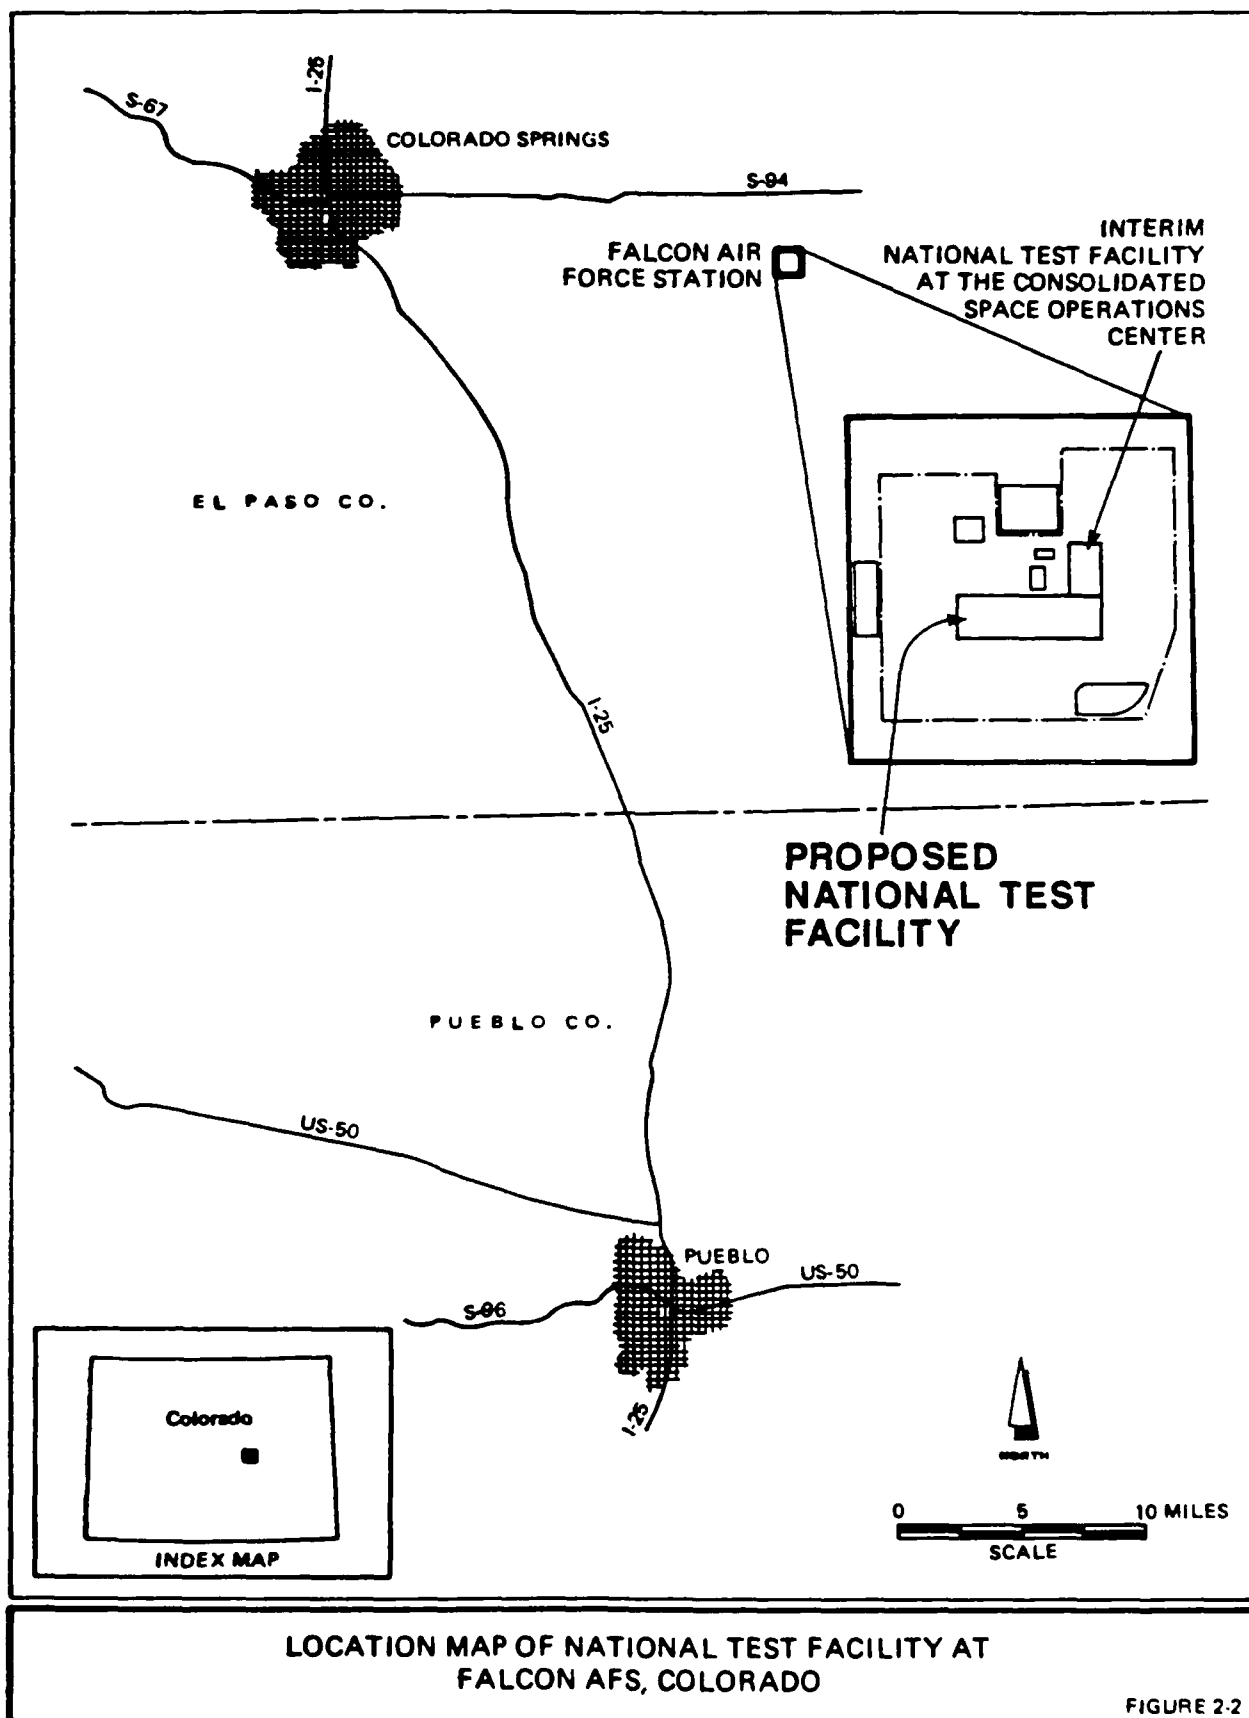 I-25
S-67
COLORADO SPRINGS
S-94
INTERIM
NATIONAL TEST FACILITY
AT THE CONSOLIDATED
SPACE OPERATIONS
CENTER
FALCON AIR
FORCE STATION
EL PASO CO.
I-25
PROPOSED
NATIONAL TEST
FACILITY
PUEBLO CO.
US-50
PUEBLO
US-50
S-96
I-25
Colorado
INDEX MAP
NORTH
0 5 10 MILES
SCALE
LOCATION MAP OF NATIONAL TEST FACILITY AT
FALCON AFS, COLORADO
FIGURE 2-2